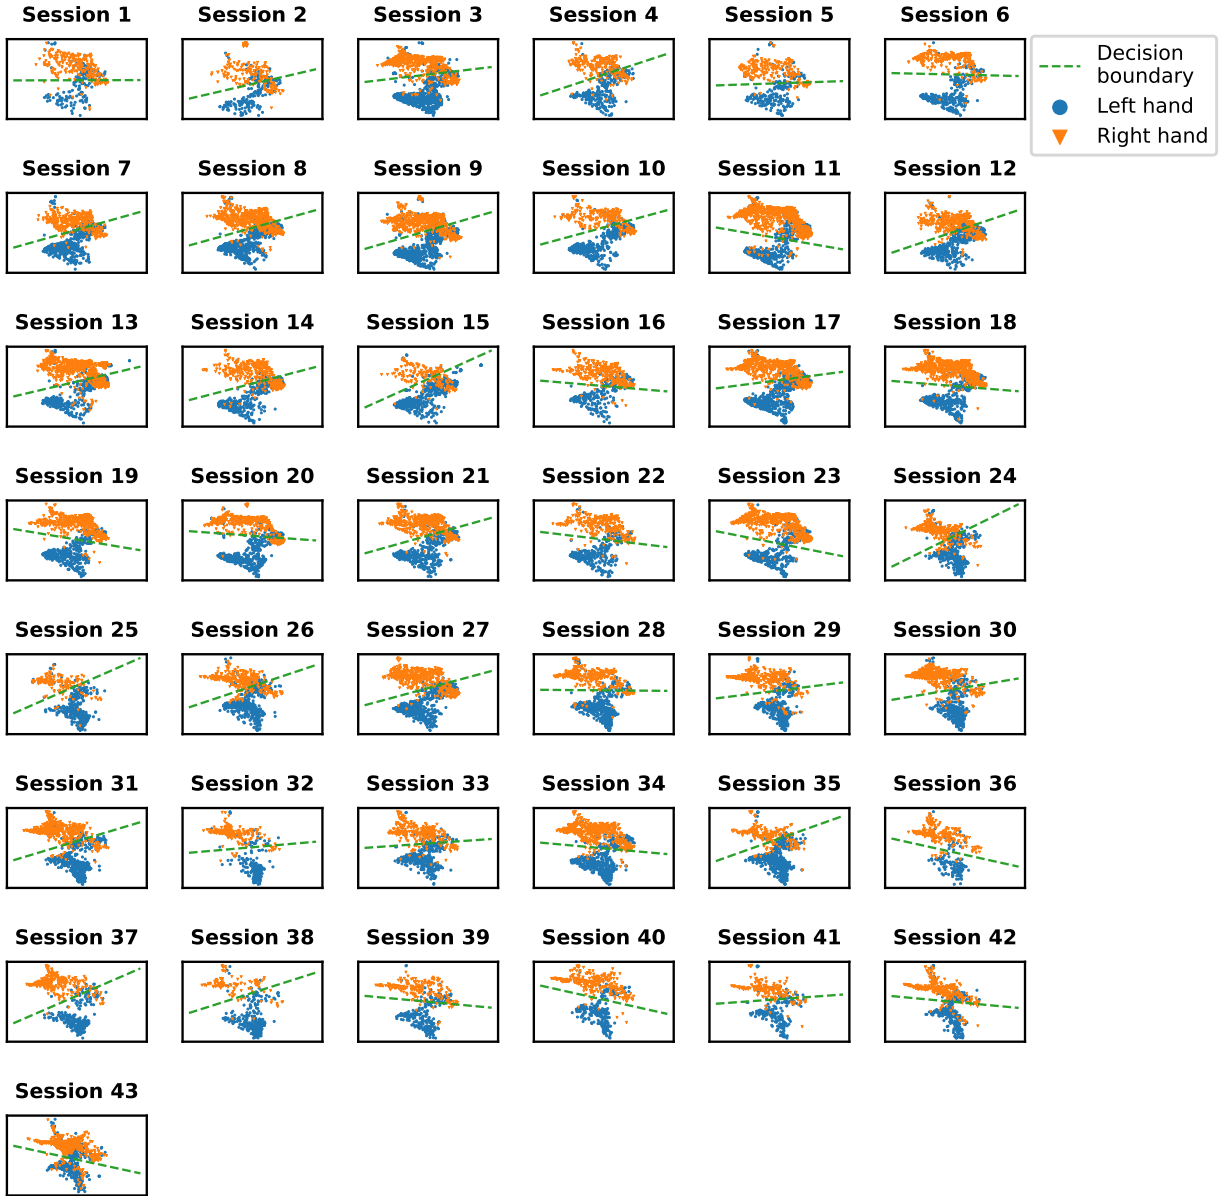 Session 1
Session 2
Session 3
Session 4
Session 5
Session 6
Decision
boundary
Left hand
Right hand
Session 7
Session 8
Session 9
Session 10
Session 11
Session 12
Session 13
Session 14
Session 15
Session 16
Session 17
Session 18
Session 19
Session 20
Session 21
Session 22
Session 23
Session 24
Session 25
Session 26
Session 27
Session 28
Session 29
Session 30
Session 31
Session 32
Session 33
Session 34
Session 35
Session 36
Session 37
Session 38
Session 39
Session 40
Session 41
Session 42
Session 43